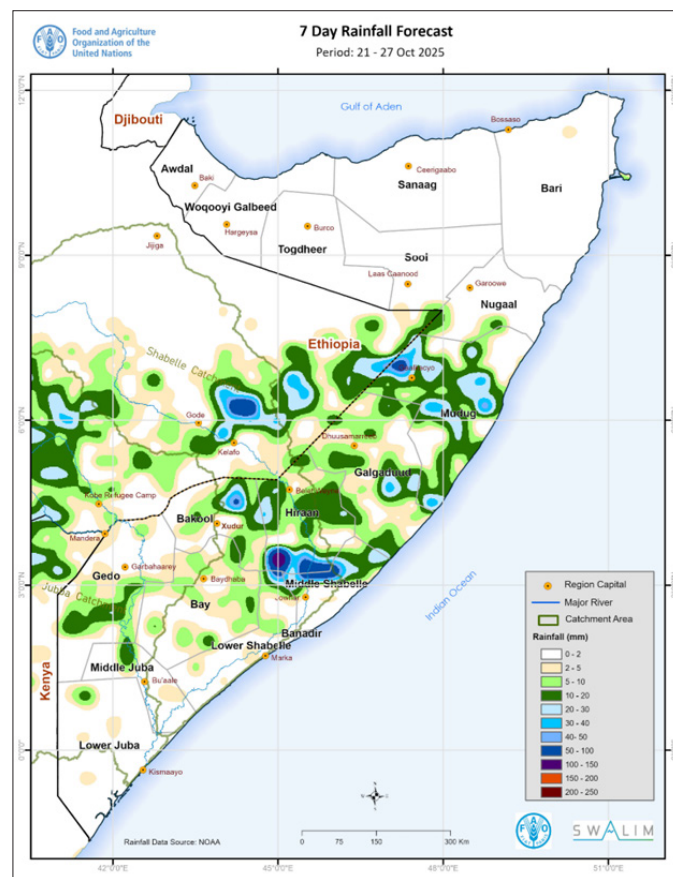 Food and Agriculture
Organization of the
United Nations
7 Day Rainfall Forecast
Period: 21 - 27 Oct 2025
12°0'0"N
Gulf of Aden
Djibouti
Bossaso
Awdal
Ceerigaabo
Baki
Sanaag
Bari
Woqooyi Galbeed
Hargeysa
Burco
Jijiga
Togdheer
9°0'0"N
Sool
Laas Caanood
Garoowe
Nugaal
Ethiopia
Shabelle Catchment
Mudug
Gode
6°0'0"N
Dhuusamarreeb
Kelafo
Galgaduud
Kobe Refugee Camp
Hiraan
Bakool
Xudur
Mandera
Garbahaarey
Gedo
Baydhaba
3°0'0"N
Middle Shabelle
Jubba Catchment
Bay
Jowhar
Banadir
Lower Shabelle
Marka
Indian Ocean
Kenya
Middle Juba
Bu'aale
Lower Juba
0°0'0"
Kismaayo
Region Capital
Major River
Catchment Area
Rainfall (mm)
0 - 2
2 - 5
5 - 10
10 - 20
20 - 30
30 - 40
40- 50
50 - 100
100 - 150
150 - 200
200 - 250
0 75 150 300 Km
Rainfall Data Source: NOAA
FAO
SWALIM
42°0'0"E
45°0'0"E
48°0'0"E
51°0'0"E